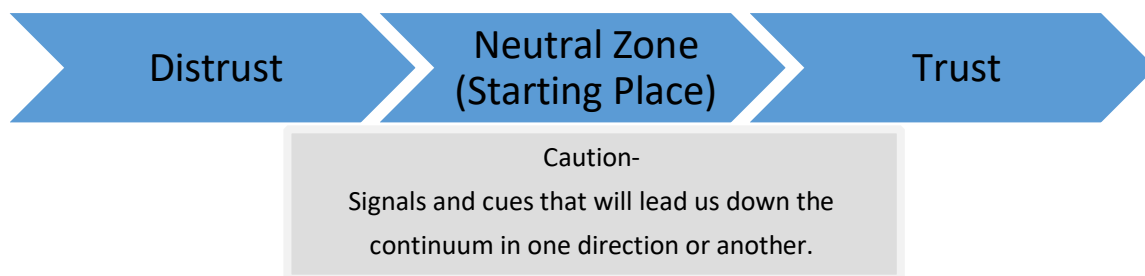 Distrust
Neutral Zone
(Starting Place)
Trust
Caution-
Signals and cues that will lead us down the
continuum in one direction or another.